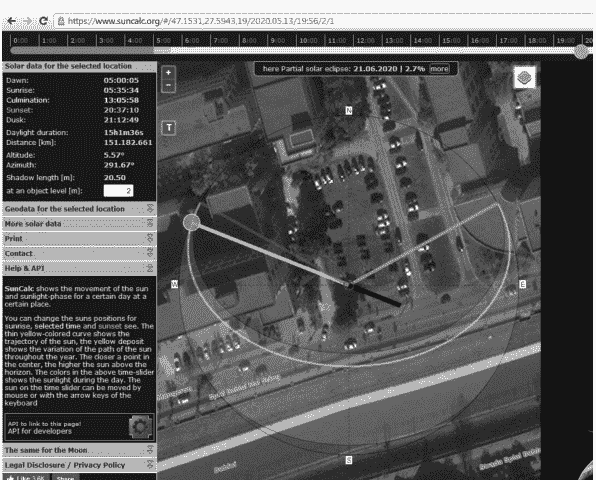 https://www.suncalc.org/#/47.1531,27.5943,19/2020.05.13/19:56/2/1
0:00 1:00 2:00 3:00 4:00 5:00 6:00 7:00 8:00 9:00 10:00 11:00 12:00 13:00 14:00 15:00 16:00 17:00 18:00 19:00 20
Solar data for the selected location
here Partial solar eclipse: 21.06.2020 | 2.7% more
Dawn: 05:00:05
Sunrise: 05:35:34
Culmination: 13:05:58
Sunset: 20:37:10
Dusk: 21:12:49
Daylight duration: 15h1m36s
Distance [km]: 151.182.661
Altitude: 5.57°
Azimuth: 291.67°
Shadow length [m]: 20.50
at an object level [m]: 2
+
−
T
N
W
E
S
Geodata for the selected location
More solar data
Print
Contact
Help & API
SunCalc shows the movement of the
sun and sunlight-phase for a certain day at a
certain place.
You can change the suns positions for
sunrise, selected time and sunset see. The
thin yellow-colored curve shows the
trajectory of the sun, the yellow deposit
shows the variation of the path of the sun
throughout the year. The closer a point in
the center, the higher the sun above the
horizon. The colors in the above time-slider
shows the sunlight during the day. The
sun on the time slider can be moved by
mouse or with the arrow keys of the
keyboard
API to link to this page!
API for developers
The same for the Moon
Legal Disclosure / Privacy Policy
Like Share